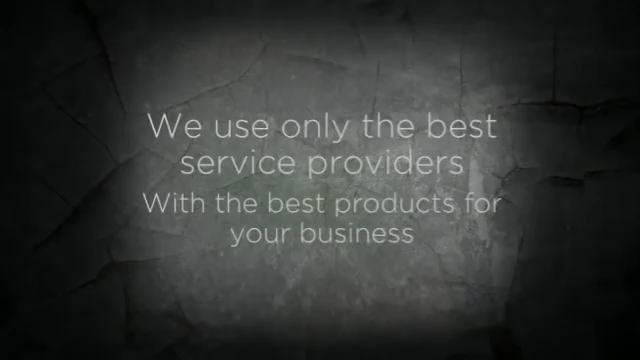 We use only the best
service providers
With the best products for
your business